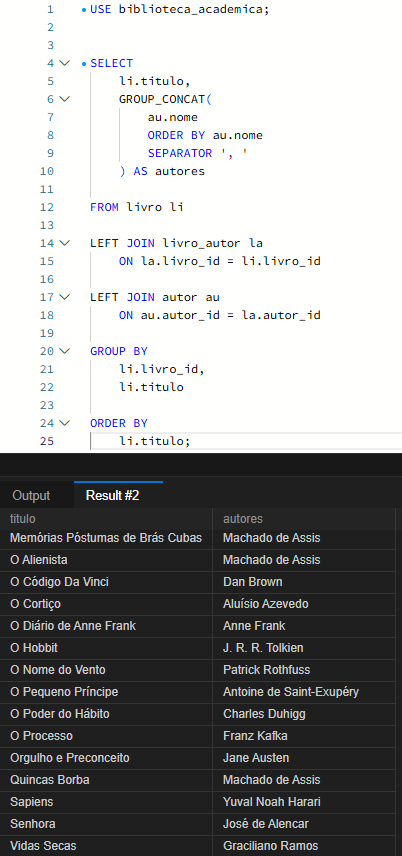 1 USE biblioteca_academica;
2
3
4 SELECT
5 li.titulo,
6 GROUP_CONCAT(
7 au.nome
8 ORDER BY au.nome
9 SEPARATOR ', '
10 ) AS autores
11
12 FROM livro li
13
14 LEFT JOIN livro_autor la
15 ON la.livro_id = li.livro_id
16
17 LEFT JOIN autor au
18 ON au.autor_id = la.autor_id
19
20 GROUP BY
21 li.livro_id,
22 li.titulo
23
24 ORDER BY
25 li.titulo;
Output Result #2
titulo autores
Memórias Póstumas de Brás Cubas Machado de Assis
O Alienista Machado de Assis
O Código Da Vinci Dan Brown
O Cortiço Aluísio Azevedo
O Diário de Anne Frank Anne Frank
O Hobbit J. R. R. Tolkien
O Nome do Vento Patrick Rothfuss
O Pequeno Príncipe Antoine de Saint-Exupéry
O Poder do Hábito Charles Duhigg
O Processo Franz Kafka
Orgulho e Preconceito Jane Austen
Quincas Borba Machado de Assis
Sapiens Yuval Noah Harari
Senhora José de Alencar
Vidas Secas Graciliano Ramos